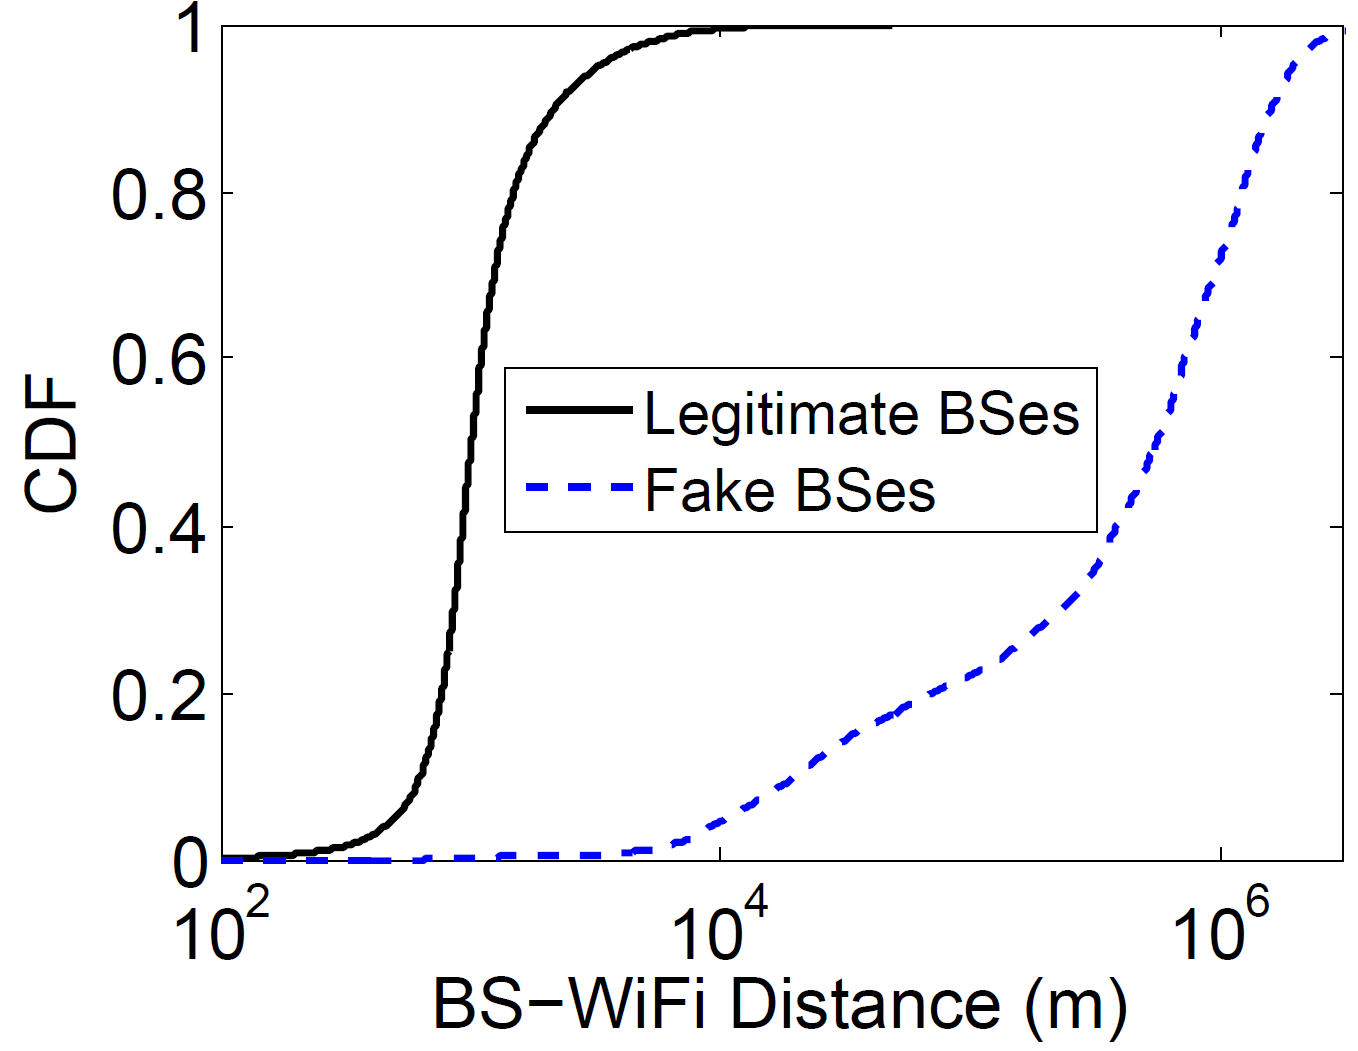 1
0.8
0.6
0.4
0.2
0
CDF
Legitimate BSes
Fake BSes
10^2 10^4 10^6
BS−WiFi Distance (m)